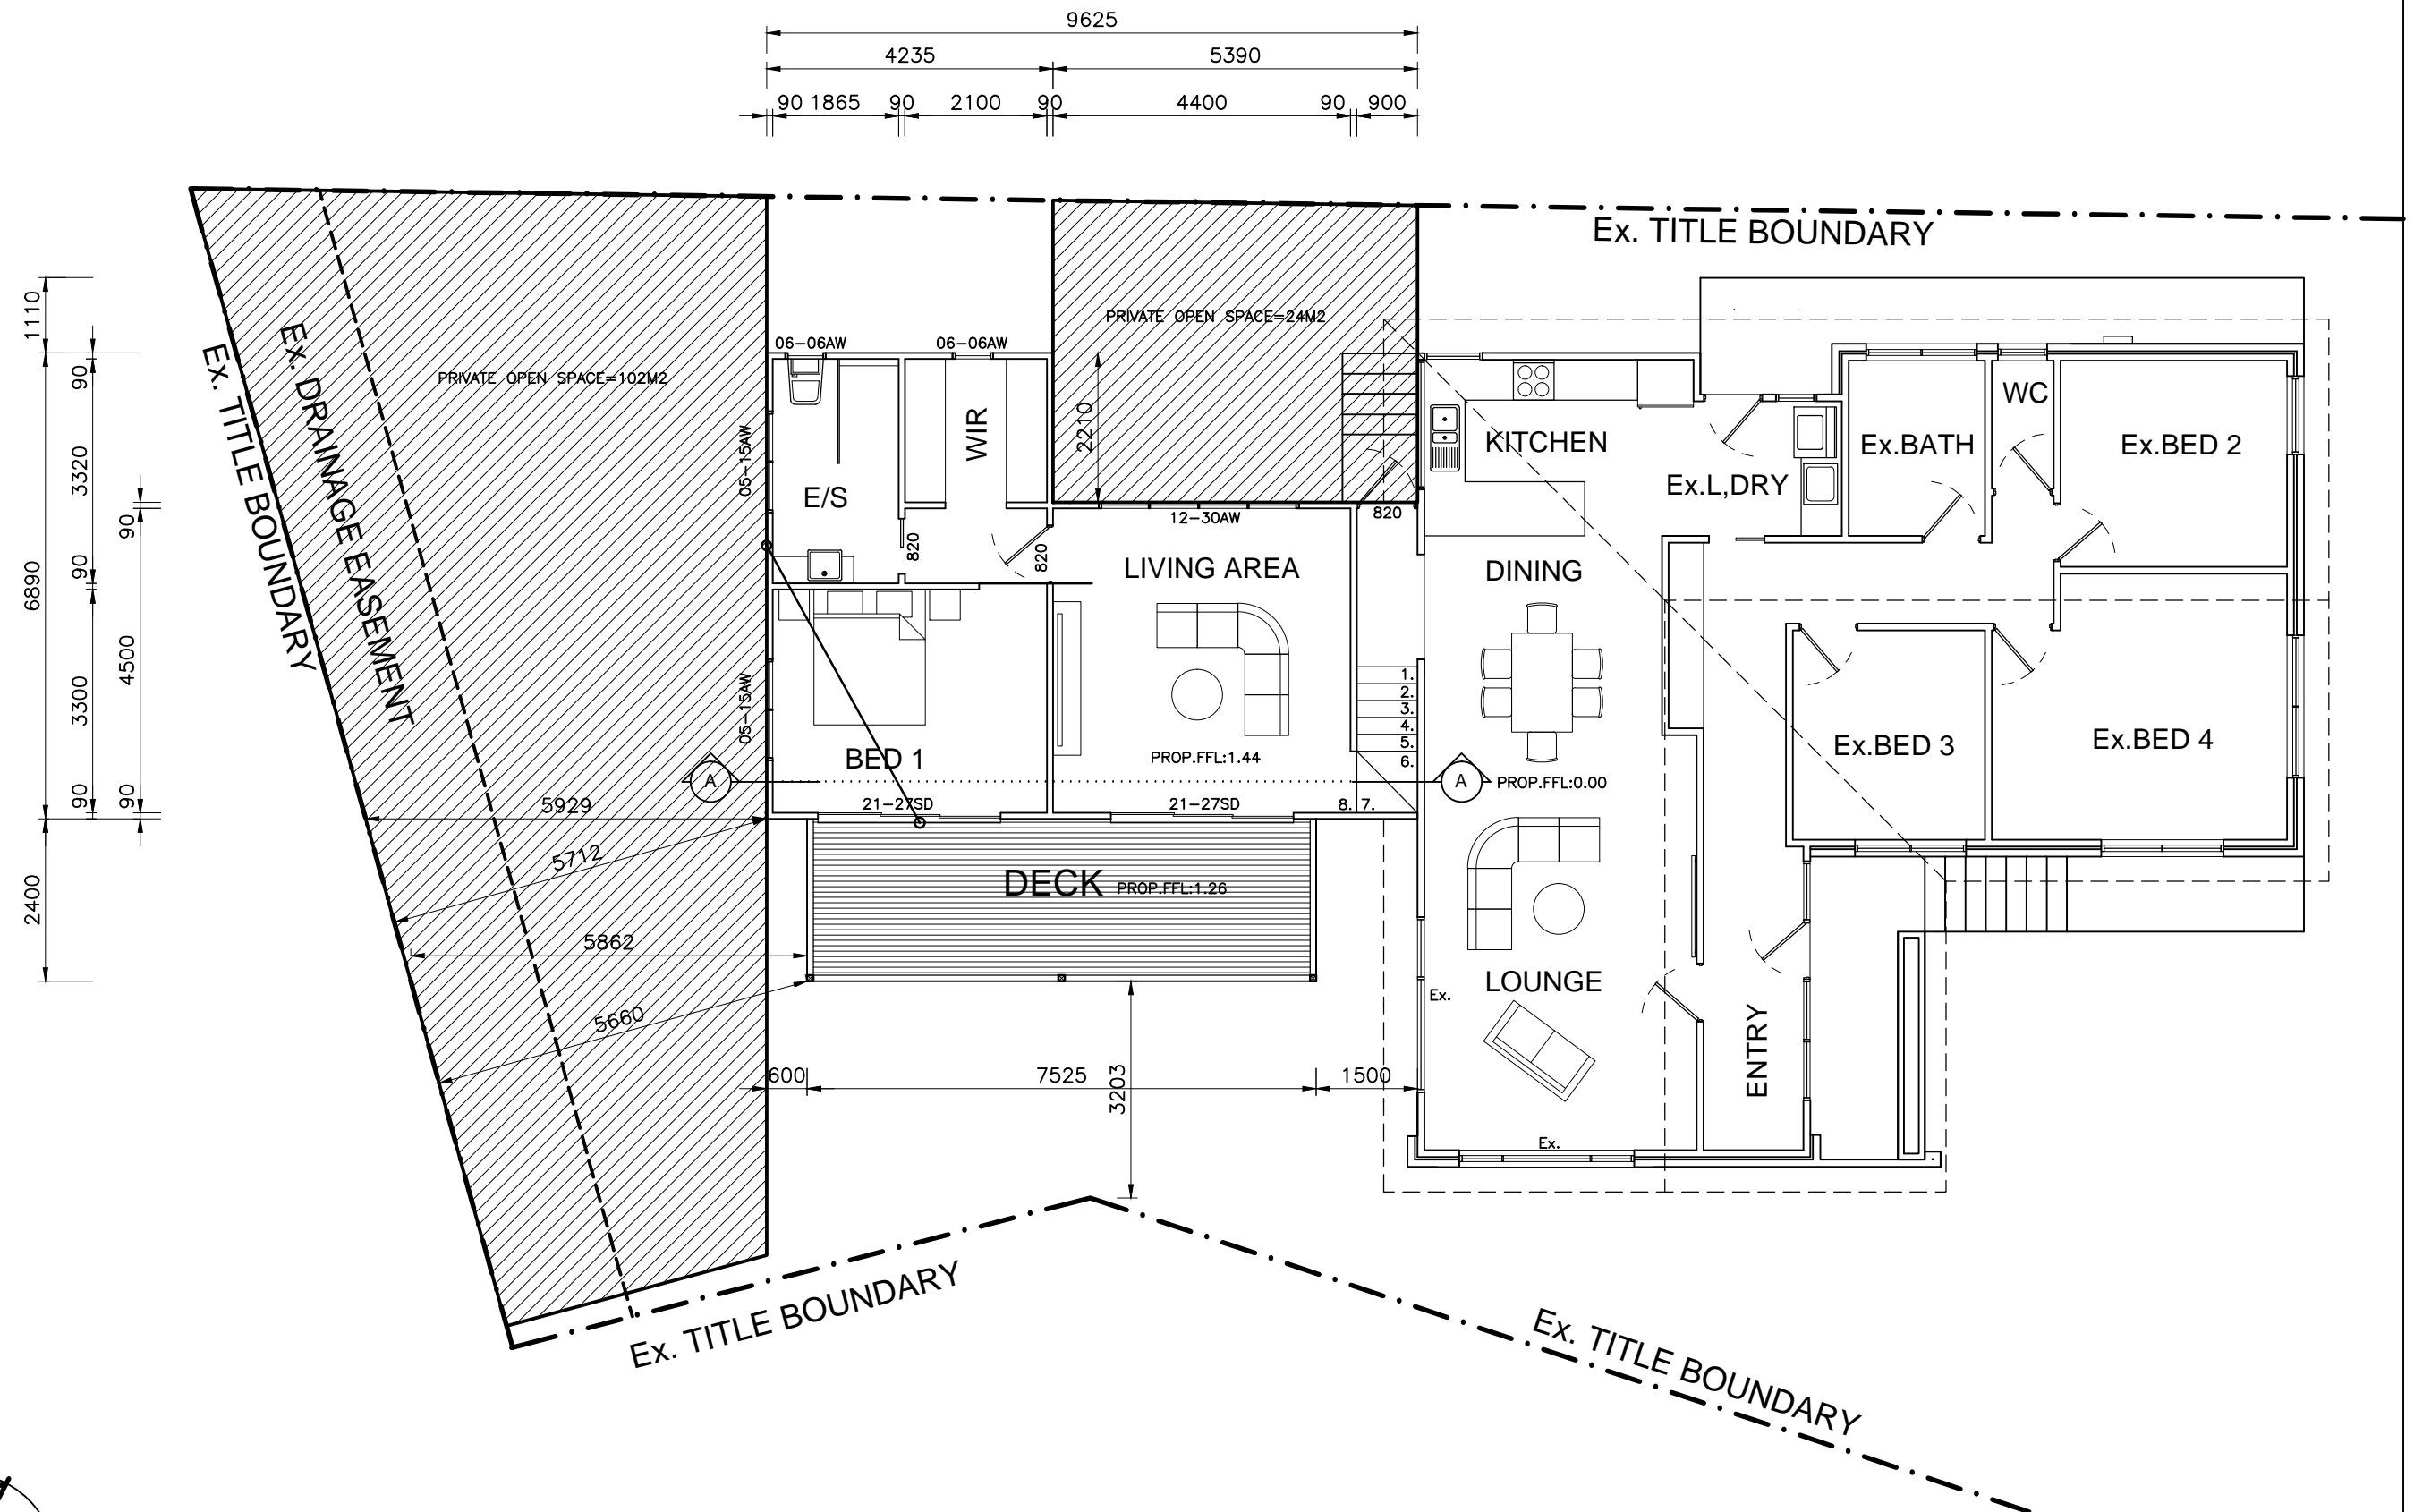 9625
4235 5390
90 1865 90 2100 90 4400 90 900
Ex. TITLE BOUNDARY
1110
6890
2400
90
3320
90
3300
90
90
4500
90
Ex. TITLE BOUNDARY
Ex. DRAINAGE EASEMENT
PRIVATE OPEN SPACE=102M2
PRIVATE OPEN SPACE=24M2
06-06AW
06-06AW
05-15AW
05-15AW
E/S
WIR
2210
820
820
820
12-30AW
LIVING AREA
KITCHEN
Ex.L,DRY
Ex.BATH
WC
Ex.BED 2
DINING
1.
2.
3.
4.
5.
6.
8. 7.
BED 1
PROP.FFL:1.44
A
A
PROP.FFL:0.00
21-27SD
21-27SD
Ex.BED 3
Ex.BED 4
5929
5712
5862
5660
DECK PROP.FFL:1.26
LOUNGE
Ex.
ENTRY
600 7525 1500
3203
Ex.
Ex. TITLE BOUNDARY
Ex. TITLE BOUNDARY